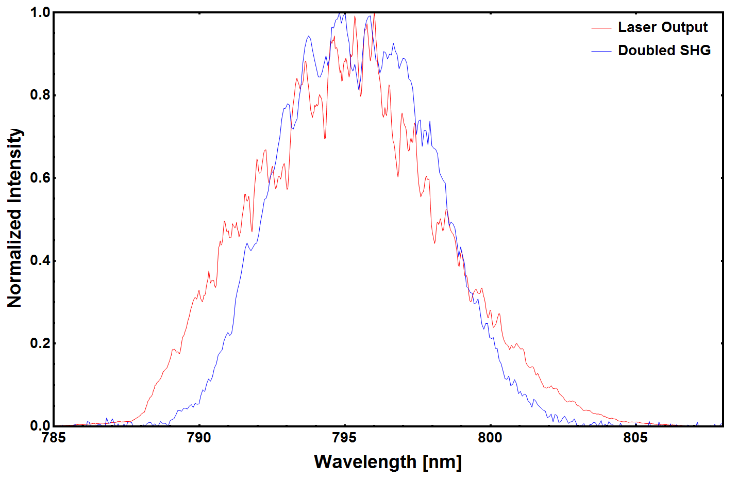 1.0
0.8
0.6
0.4
0.2
0.0
Normalized Intensity
Laser Output
Doubled SHG
785
790
795
800
805
Wavelength [nm]